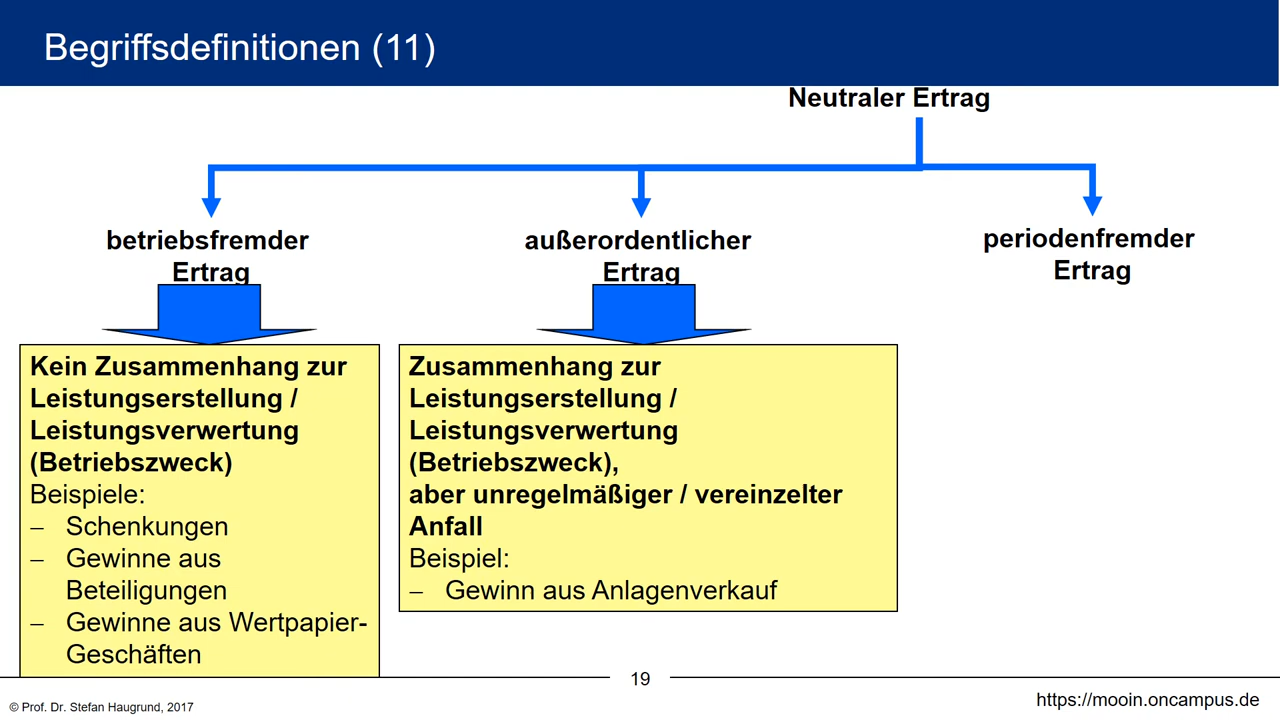 Begriffsdefinitionen (11)
Neutraler Ertrag
betriebsfremder
Ertrag
außerordentlicher
Ertrag
periodenfremder
Ertrag
Kein Zusammenhang zur
Leistungserstellung /
Leistungsverwertung
(Betriebszweck)
Beispiele:
– Schenkungen
– Gewinne aus
Beteiligungen
– Gewinne aus Wertpapier-
Geschäften
Zusammenhang zur
Leistungserstellung /
Leistungsverwertung
(Betriebszweck),
aber unregelmäßiger / vereinzelter
Anfall
Beispiel:
– Gewinn aus Anlagenverkauf
19
© Prof. Dr. Stefan Haugrund, 2017
https://mooin.oncampus.de